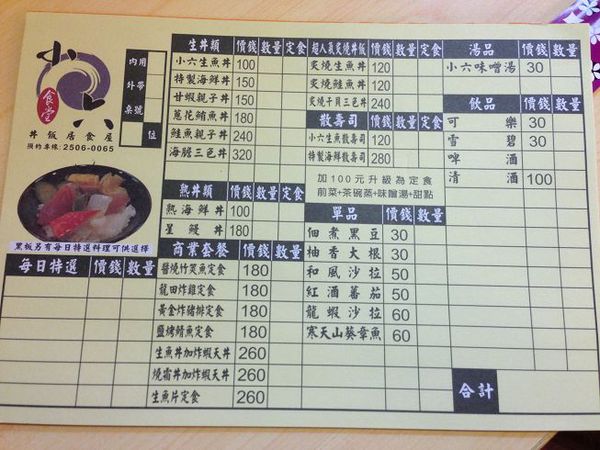 小六
食堂
丼飯居食屋
預約專線:2506-0065
內用
外帶
桌號
位
黑板另有每日特選料理可供選擇
每日特選 價錢 數量
生丼類 價錢 數量 定食
小六生魚丼 100
特製海鮮丼 150
甘蝦親子丼 150
蔥花鮪魚丼 180
鮭魚親子丼 240
海膽三色丼 320
熟丼類 價錢 數量 定食
熟海鮮丼 100
星鰻丼 180
商業套餐 價錢 數量
醬燒竹筴魚定食 180
龍田炸雞定食 180
黃金炸豬排定食 180
鹽烤鯖魚定食 180
生魚丼加炸蝦天丼 260
燒霜丼加炸蝦天丼 260
生魚片定食 260
超人氣炙燒丼飯 價錢 數量 定食
炙燒生魚丼 120
炙燒鮭魚丼 120
炙燒干貝三色丼 240
散壽司 價錢 數量 定食
小六生魚散壽司 120
特製海鮮散壽司 280
加100元升級為定食
前菜+茶碗蒸+味噌湯+甜點
單品 價錢 數量
佃煮黑豆 30
柚香大根 30
和風沙拉 50
紅酒蕃茄 50
龍蝦沙拉 60
寒天山葵章魚 60
湯品 價錢 數量
小六味噌湯 30
飲品 價錢 數量
可樂 30
雪碧 30
啤酒
清酒 100
合計